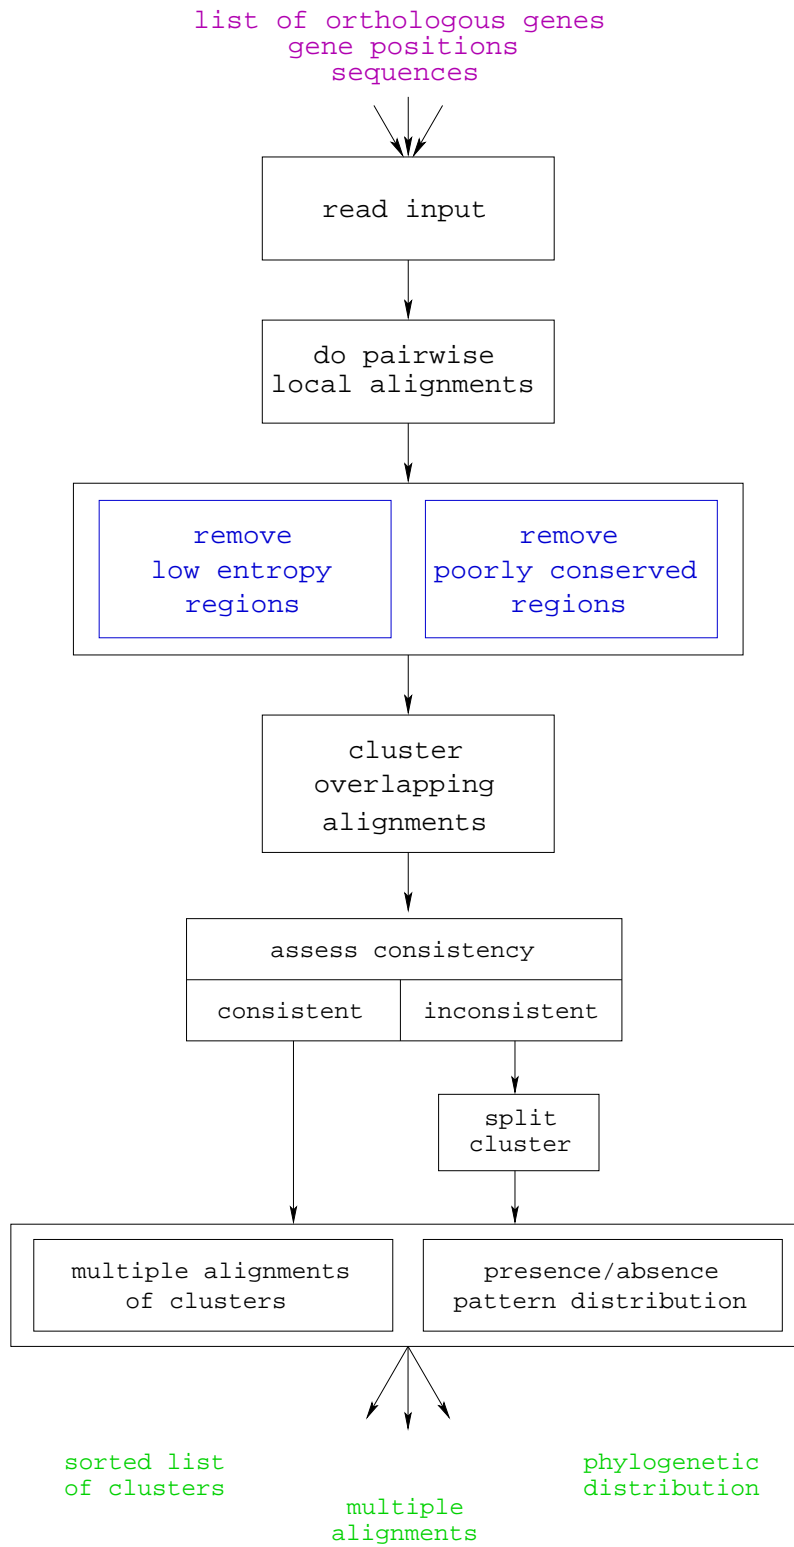 list of orthologous genes
gene positions
sequences
read input
do pairwise
local alignments
remove
low entropy
regions
remove
poorly conserved
regions
cluster
overlapping
alignments
assess consistency
consistent
inconsistent
split
cluster
multiple alignments
of clusters
presence/absence
pattern distribution
sorted list
of clusters
multiple
alignments
phylogenetic
distribution